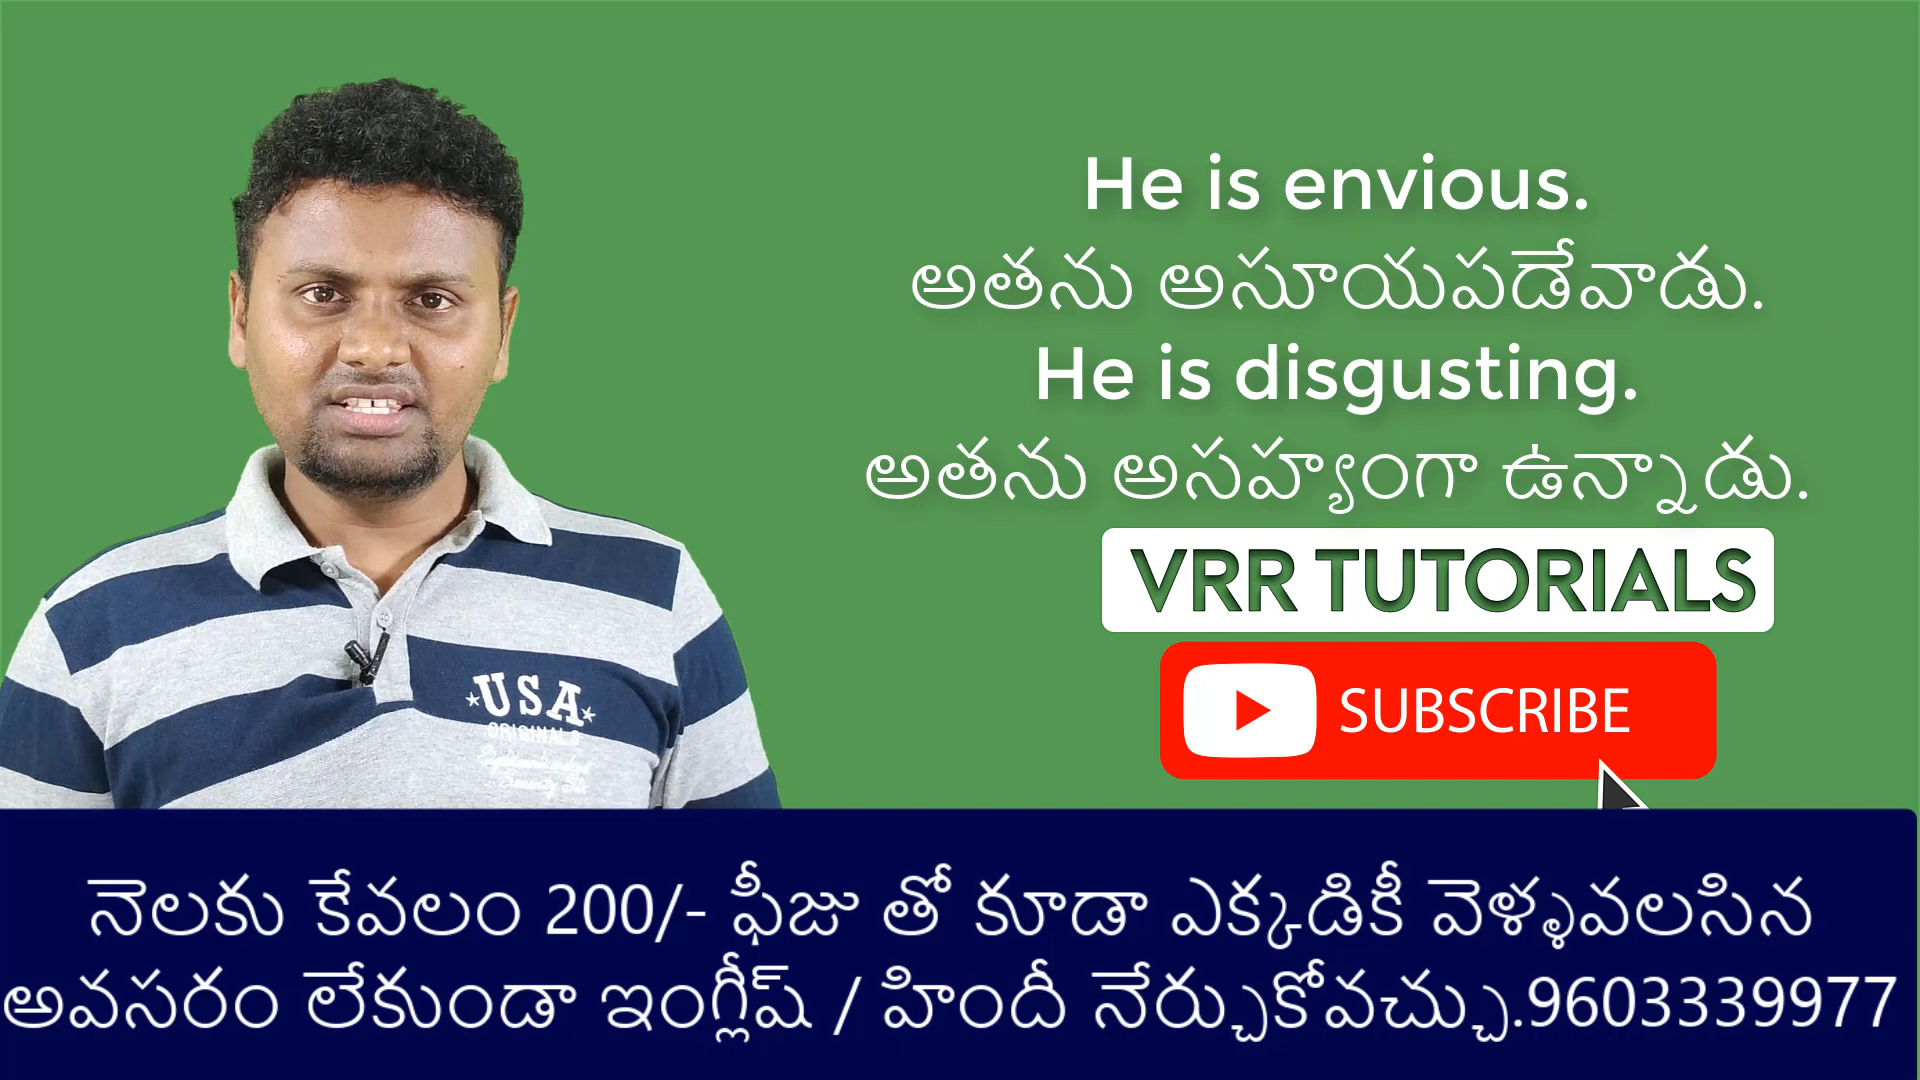 He is envious.
అతను అసూయపడేవాడు.
He is disgusting.
అతను అసహ్యంగా ఉన్నాడు.
VRR TUTORIALS
SUBSCRIBE
USA
ORIGINALS
నెలకు కేవలం 200/- ఫీజు తో కూడా ఎక్కడికీ వెళ్ళవలసిన
అవసరం లేకుండా ఇంగ్లీష్ / హిందీ నేర్చుకోవచ్చు.9603339977